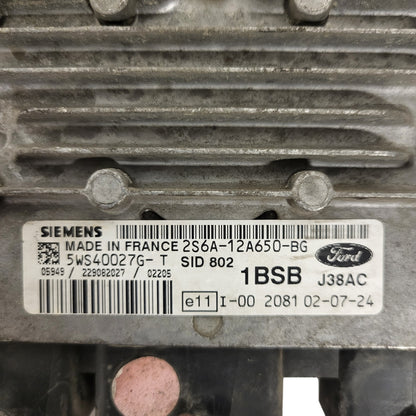 SIEMENS
MADE IN FRANCE 2S6A-12A650-BG
5WS40027G- T SID 802
05949 / 229082027 / 02205
1BSB J38AC
Ford
e11 I-00 2081 02-07-24